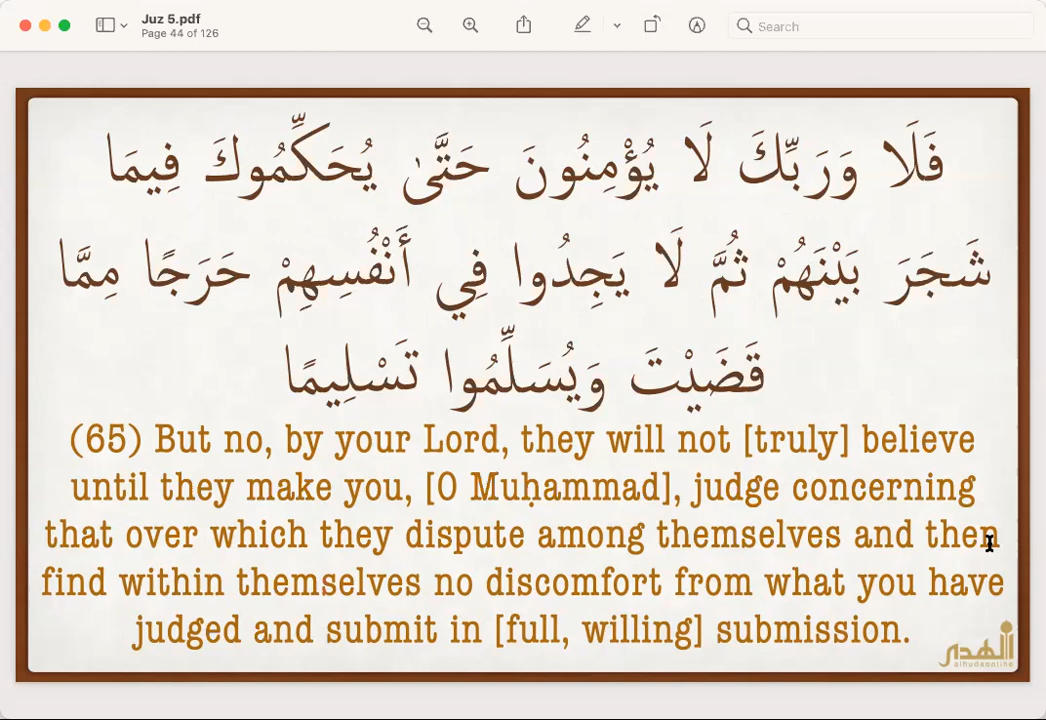 Juz 5.pdf
Page 44 of 126
Search
فَلَا وَرَبِّكَ لَا يُؤْمِنُونَ حَتَّىٰ يُحَكِّمُوكَ فِيمَا
شَجَرَ بَيْنَهُمْ ثُمَّ لَا يَجِدُوا فِي أَنْفُسِهِمْ حَرَجًا مِمَّا
قَضَيْتَ وَيُسَلِّمُوا تَسْلِيمًا
(65) But no, by your Lord, they will not [truly] believe
until they make you, [O Muḥammad], judge concerning
that over which they dispute among themselves and then
find within themselves no discomfort from what you have
judged and submit in [full, willing] submission.
الهدى
alhudaonline